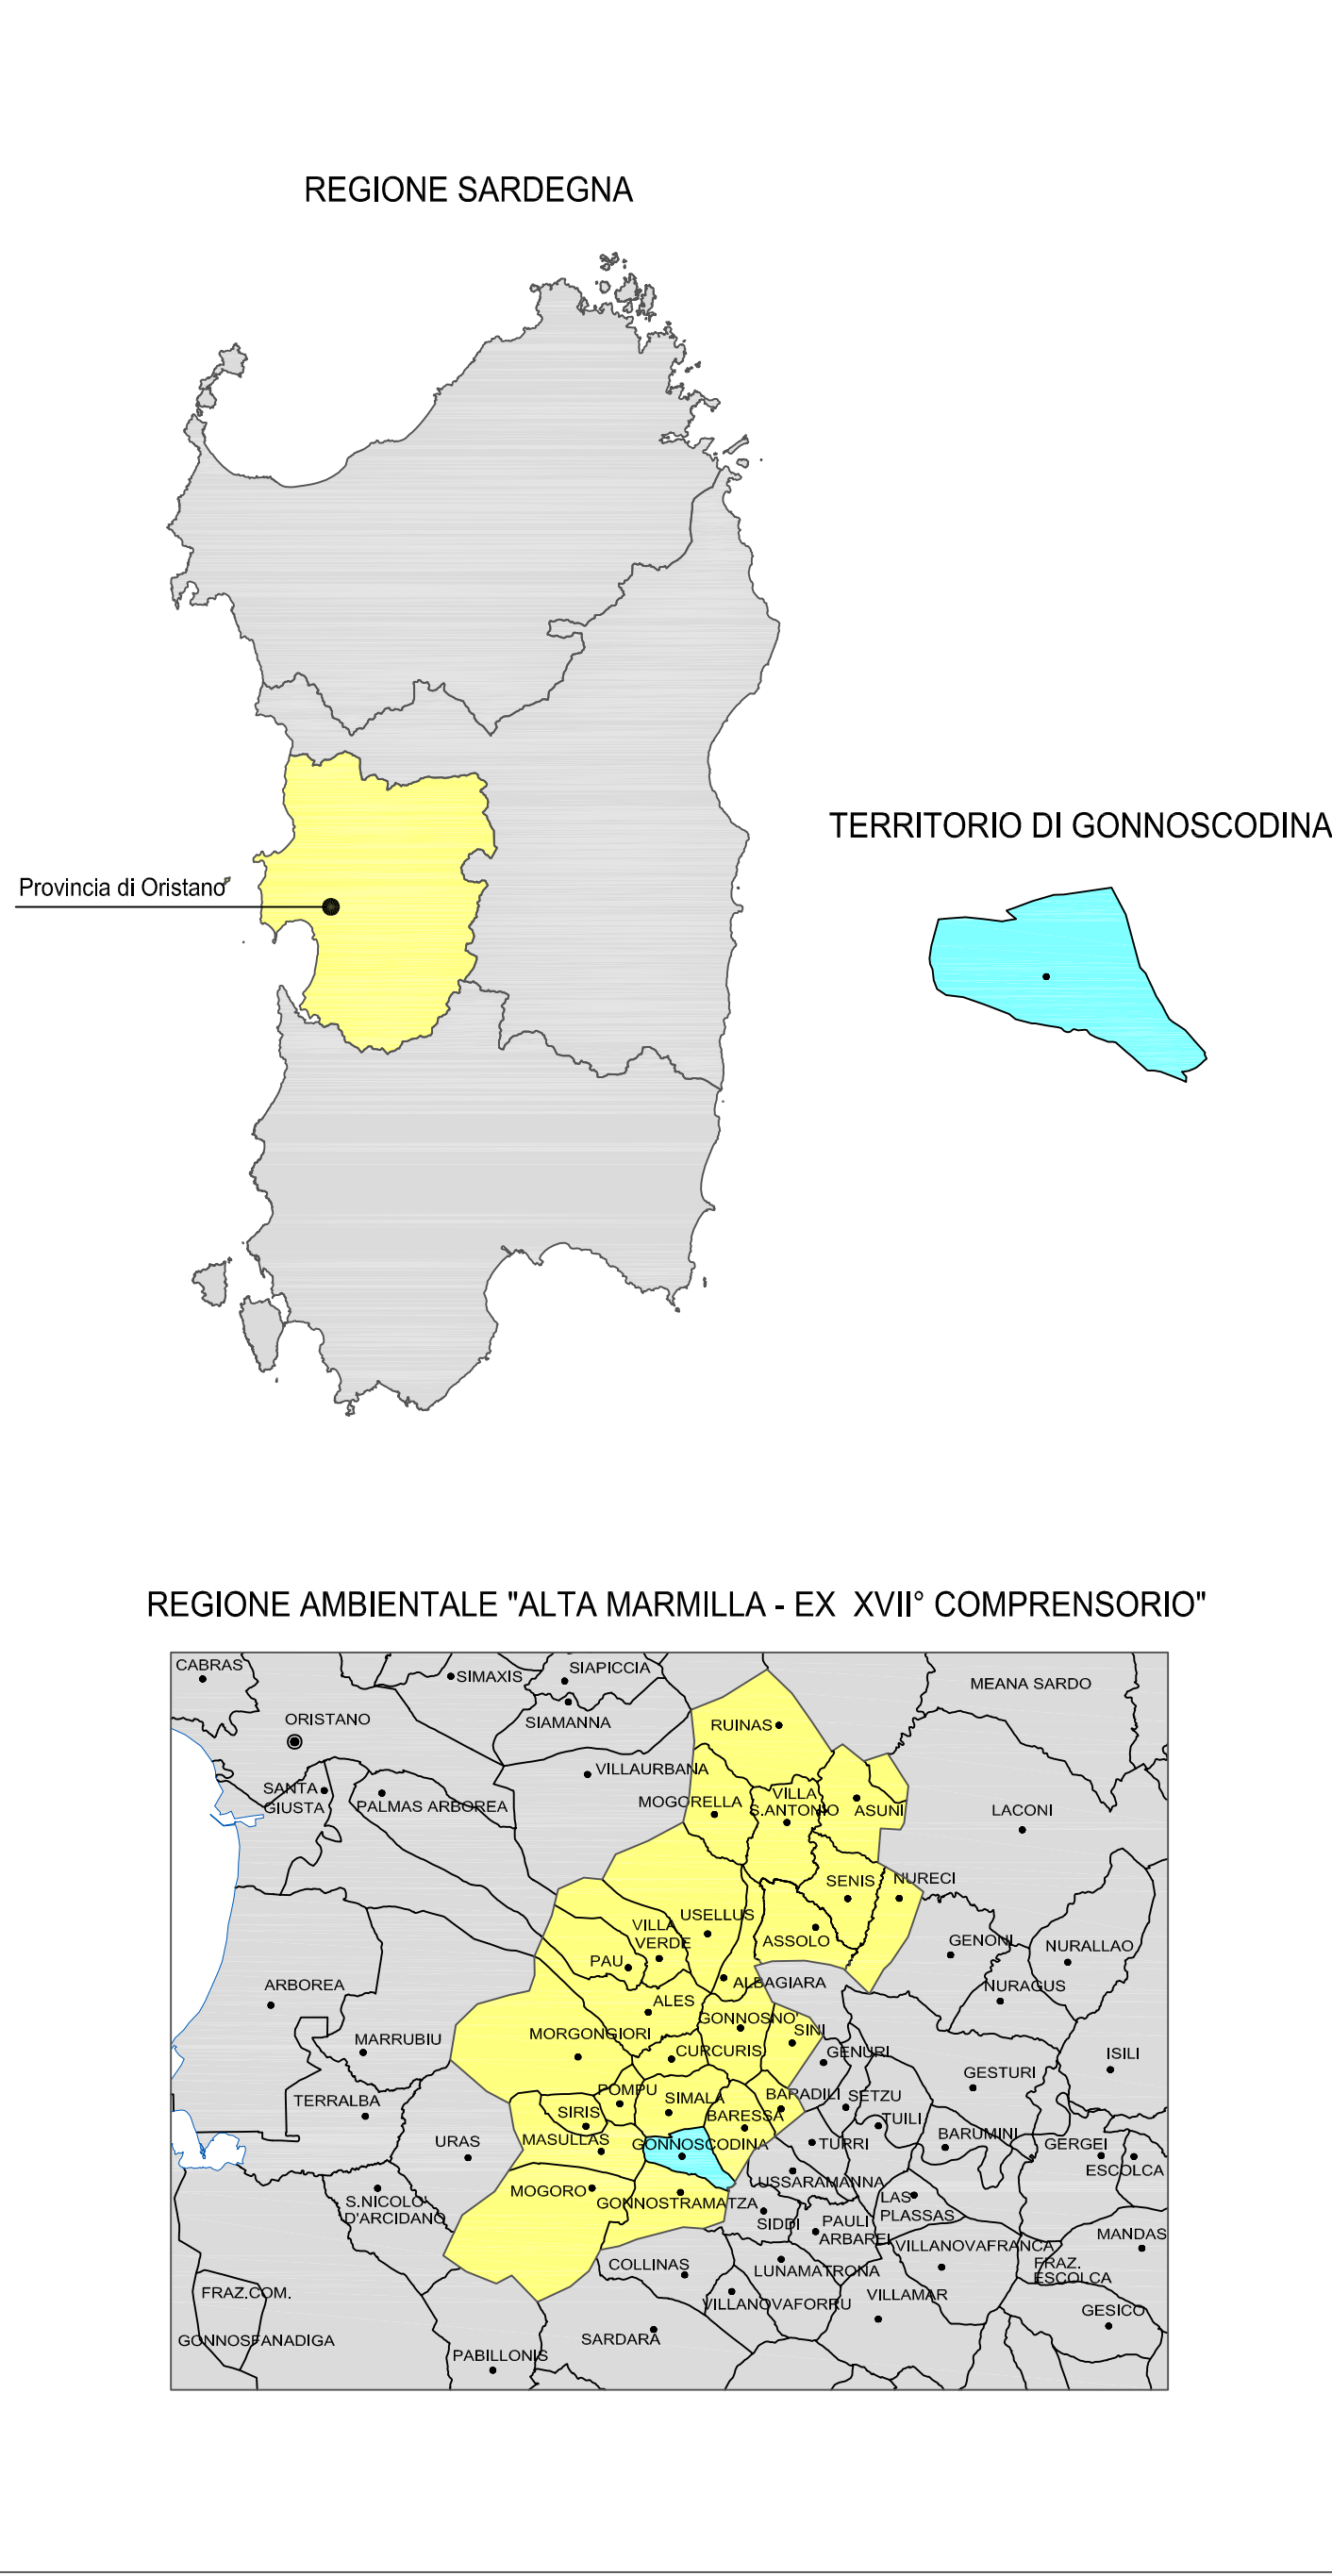 REGIONE SARDEGNA
TERRITORIO DI GONNOSCODINA
Provincia di Oristano
REGIONE AMBIENTALE "ALTA MARMILLA - EX XVII° COMPRENSORIO"
CABRAS
SIMAXIS
SIAPICCIA
MEANA SARDO
ORISTANO
SIAMANNA
RUINAS
VILLAURBANA
SANTA
GIUSTA
PALMAS ARBOREA
MOGORELLA
VILLA
S.ANTONIO
ASUNI
LACONI
SENIS
NURECI
USELLUS
VILLA
VERDE
ASSOLO
GENONI
NURALLAO
PAU
ALBAGIARA
NURAGUS
ARBOREA
ALES
GONNOSNO'
SINI
MORGONGIORI
MARRUBIU
CURCURIS
GENURI
ISILI
GESTURI
POMPU
SIMALA
BARADILI
SETZU
TERRALBA
SIRIS
BARESSA
TUILI
URAS
MASULLAS
GONNOSCODINA
TURRI
BARUMINI
GERGEI
ESCOLCA
USSARAMANNA
MOGORO
GONNOSTRAMATZA
LAS
PLASSAS
S.NICOLO'
D'ARCIDANO
SIDDI
PAULI
ARBAREI
MANDAS
VILLANOVAFRANCA
COLLINAS
LUNAMATRONA
FRAZ.
ESCOLCA
FRAZ.COM.
VILLANOVAFORRU
VILLAMAR
GESICO
GONNOSFANADIGA
SARDARA
PABILLONIS